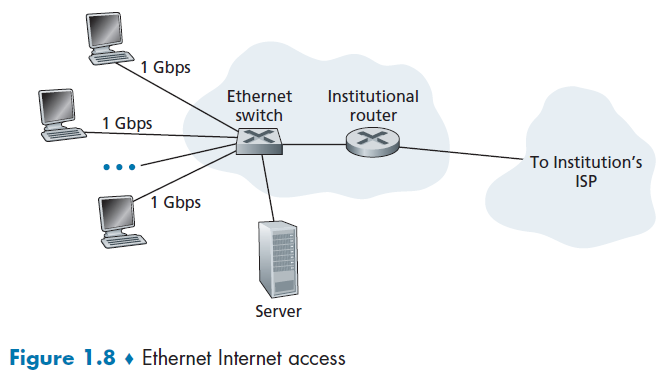 1 Gbps
Ethernet
switch
Institutional
router
1 Gbps
To Institution's
ISP
1 Gbps
Server
Figure 1.8 ♦ Ethernet Internet access